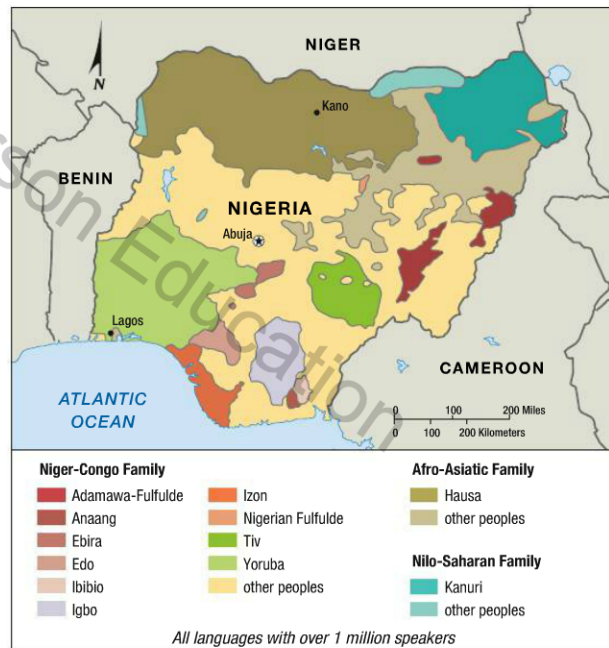 NIGER
N
Kano
BENIN
NIGERIA
Abuja
Lagos
CAMEROON
ATLANTIC
OCEAN
0 100 200 Miles
0 100 200 Kilometers
Education
Niger-Congo Family
Adamawa-Fulfulde
Anaang
Ebira
Edo
Ibibio
Igbo
Izon
Nigerian Fulfulde
Tiv
Yoruba
other peoples
Afro-Asiatic Family
Hausa
other peoples
Nilo-Saharan Family
Kanuri
other peoples
All languages with over 1 million speakers